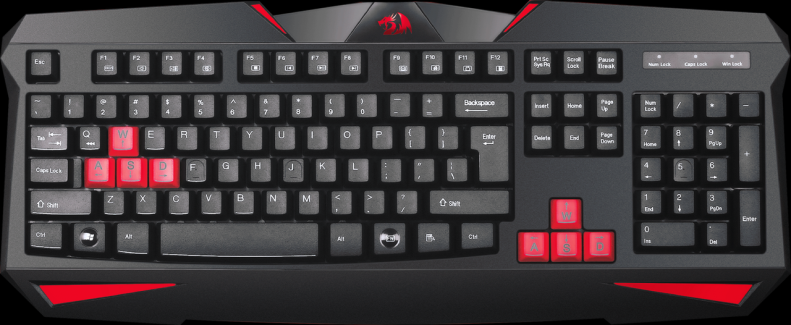 Esc F1 F2 F3 F4 F5 F6 F7 F8 F9 F10 F11 F12 Prt Sc Sys Rq Scroll Lock Pause Break Num Lock Caps Lock Win Lock
~ ! 1 @ 2 # 3 $ 4 % 5 ^ 6 & 7 * 8 ( 9 ) 0 _ - + = Backspace Insert Home Page Up Num Lock / * -
Tab Q W E R T Y U I O P { [ } ] Enter Delete End Page Down 7 Home 8 ↑ 9 PgUp +
Caps Lock A S D F G H J K L : ; " ' | \ 4 ← 5 6 →
⇧ Shift Z X C V B N M < , > . ? / ⇧ Shift 1 End 2 ↓ 3 PgDn Enter
Ctrl Alt Alt Ctrl A S D 0 Ins . Del